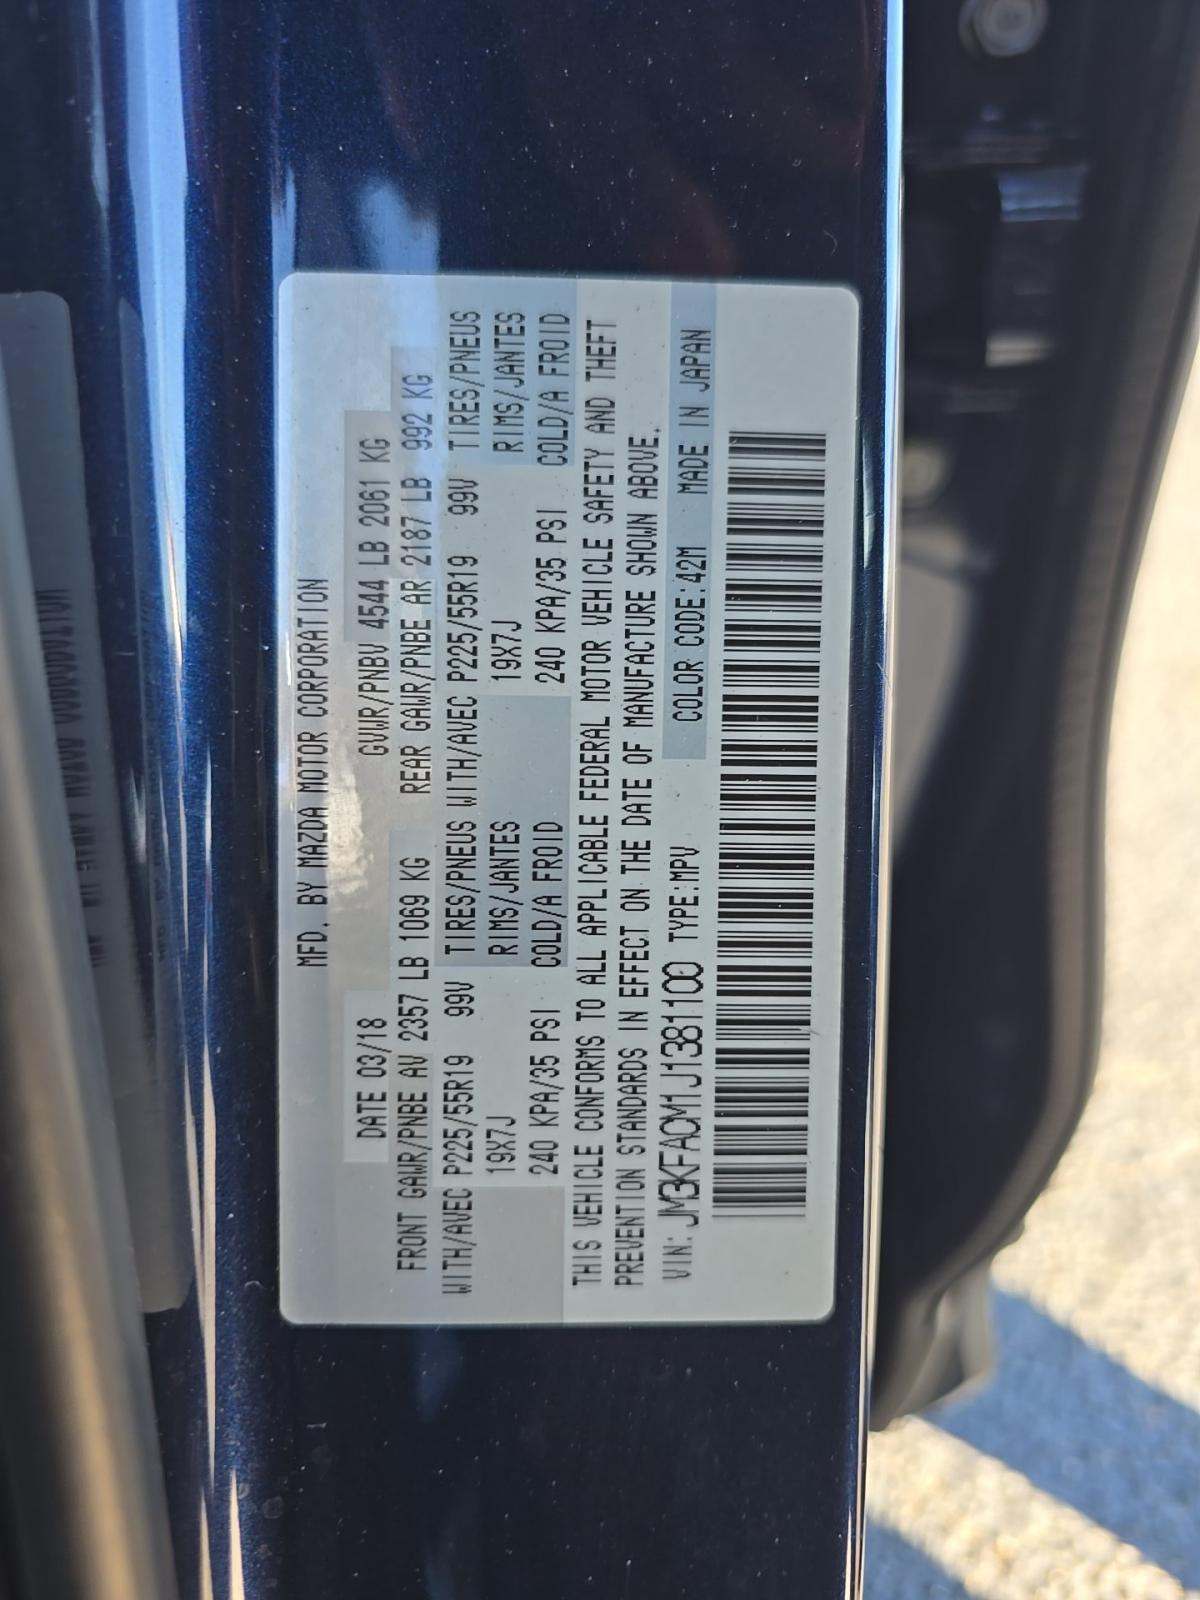 MFD. BY MAZDA MOTOR CORPORATION
DATE 03/18 GVWR/PNBV 4544 LB 2061 KG
FRONT GAWR/PNBE AV 2357 LB 1069 KG REAR GAWR/PNBE AR 2187 LB 992 KG
WITH/AVEC P225/55R19 99V TIRES/PNEUS WITH/AVEC P225/55R19 99V TIRES/PNEUS
19X7J RIMS/JANTES 19X7J RIMS/JANTES
240 KPA/35 PSI COLD/A FROID 240 KPA/35 PSI COLD/A FROID
THIS VEHICLE CONFORMS TO ALL APPLICABLE FEDERAL MOTOR VEHICLE SAFETY AND THEFT
PREVENTION STANDARDS IN EFFECT ON THE DATE OF MANUFACTURE SHOWN ABOVE.
VIN: JM3KFACM1J1381100 TYPE:MPV COLOR CODE:42M MADE IN JAPAN